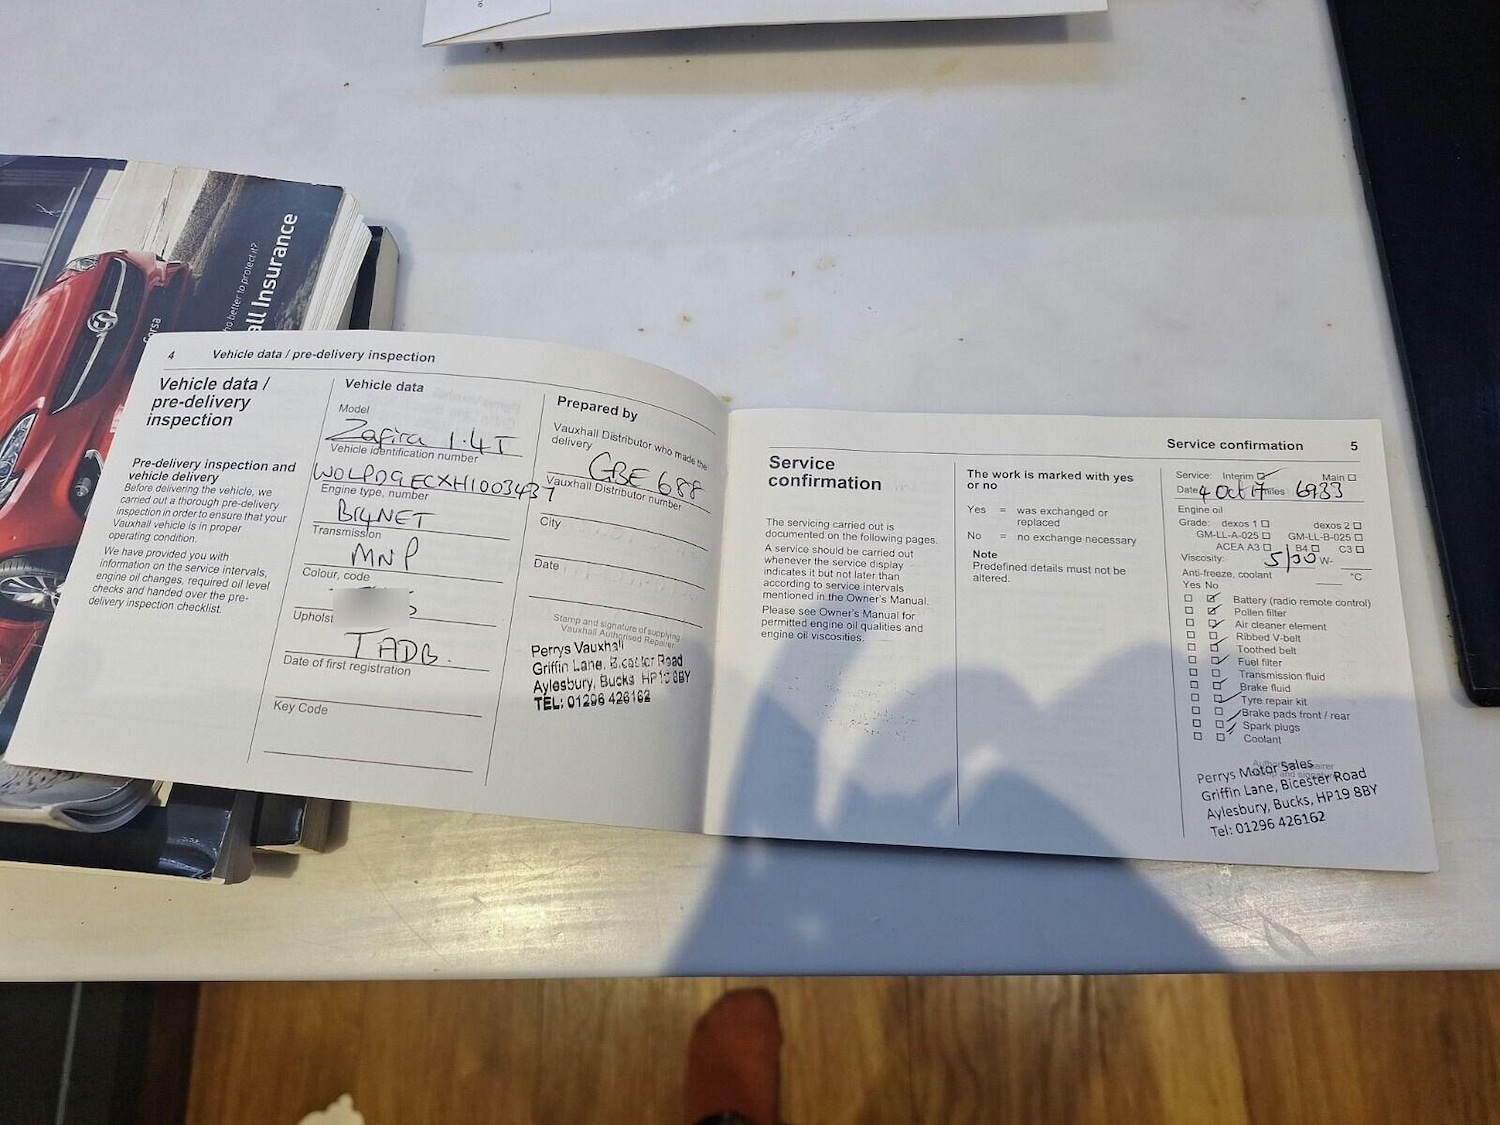 Corsa
all Insurance
ho better to protect it?
4 Vehicle data / pre-delivery inspection
Vehicle data /
pre-delivery
inspection
Pre-delivery inspection and
vehicle delivery
Before delivering the vehicle, we
carried out a thorough pre-delivery
inspection in order to ensure that your
Vauxhall vehicle is in proper
operating condition.
We have provided you with
information on the service intervals,
engine oil changes, required oil level
checks and handed over the pre-
delivery inspection checklist.
Vehicle data
Model
Zafira 1.4T
Vehicle identification number
W0LPD9ECXH1003437
Engine type, number
B14NET
Transmission
MNP
Colour, code
Upholst
TADB.
Date of first registration
Key Code
Prepared by
Vauxhall Distributor who made the
delivery
GBE 688
Vauxhall Distributor number
City
Date
Stamp and signature of supplying
Vauxhall Authorised Repairer
Perrys Vauxhall
Griffin Lane, Bicester Road
Aylesbury, Bucks HP19 8BY
TEL: 01296 426162
Service confirmation 5
Service
confirmation
The servicing carried out is
documented on the following pages.
A service should be carried out
whenever the service display
indicates it but not later than
according to service intervals
mentioned in the Owner's Manual.
Please see Owner's Manual for
permitted engine oil qualities and
engine oil viscosities.
The work is marked with yes
or no
Yes = was exchanged or
replaced
No = no exchange necessary
Note
Predefined details must not be
altered.
Service: Interim Main
Date 4 Oct 17 miles 6933
Engine oil
Grade: dexos 1 dexos 2
GM-LL-A-025 GM-LL-B-025
ACEA A3 B4 C3
Viscosity: 5/30 W-
Anti-freeze, coolant °C
Yes No
Battery (radio remote control)
Pollen filter
Air cleaner element
Ribbed V-belt
Toothed belt
Fuel filter
Transmission fluid
Brake fluid
Tyre repair kit
Brake pads front / rear
Spark plugs
Coolant
Perrys Motor Sales
Griffin Lane, Bicester Road
Aylesbury, Bucks, HP19 8BY
Tel: 01296 426162